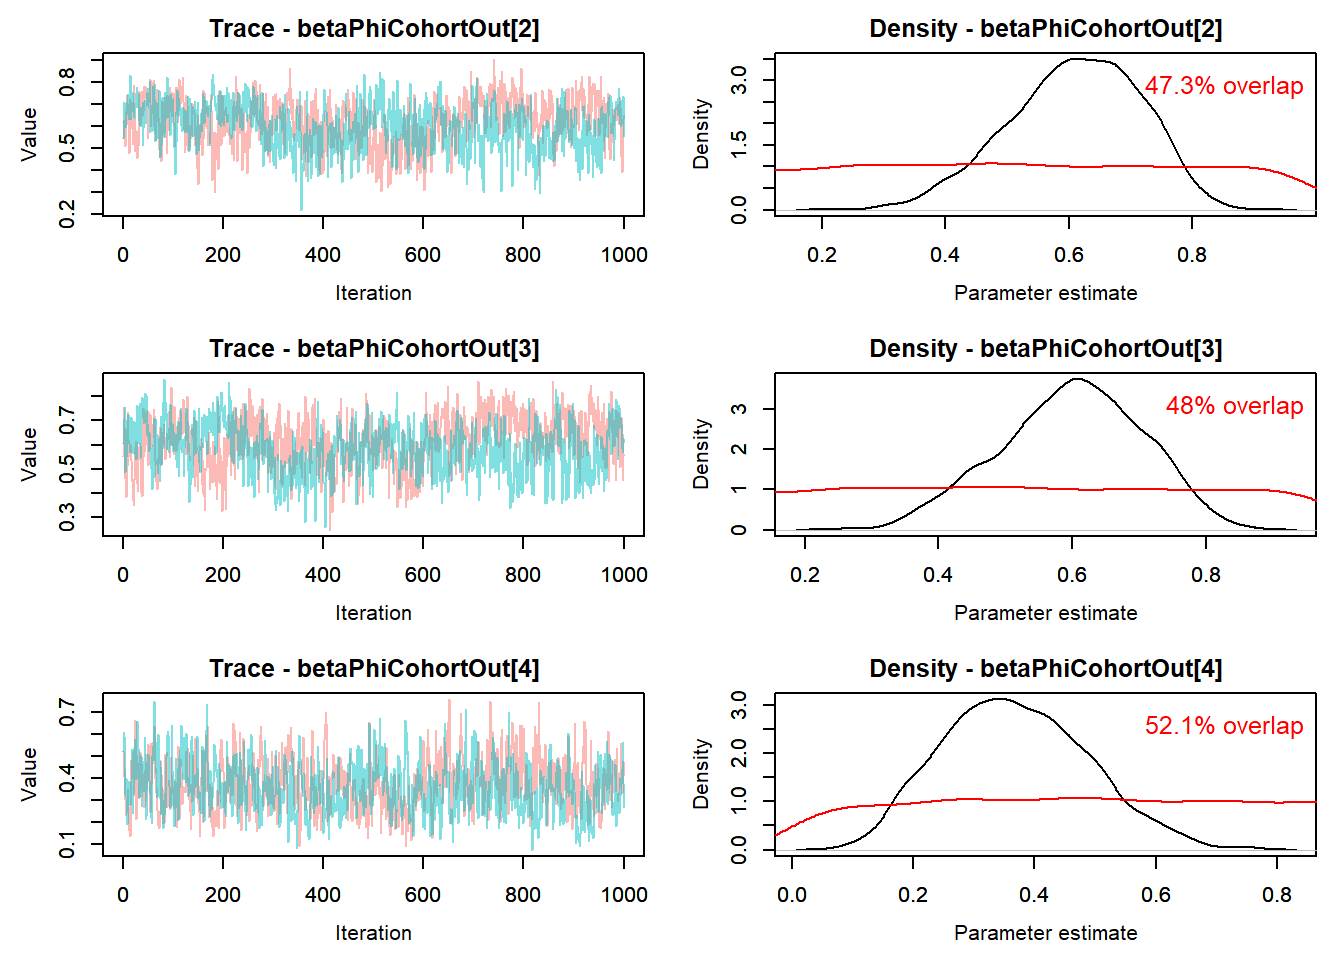 Trace - betaPhiCohortOut[2]
Value
0.2 0.5 0.8
0 200 400 600 800 1000
Iteration
Density - betaPhiCohortOut[2]
Density
0.0 1.5 3.0
47.3% overlap
0.2 0.4 0.6 0.8
Parameter estimate
Trace - betaPhiCohortOut[3]
Value
0.3 0.5 0.7
0 200 400 600 800 1000
Iteration
Density - betaPhiCohortOut[3]
Density
0 1 2 3
48% overlap
0.2 0.4 0.6 0.8
Parameter estimate
Trace - betaPhiCohortOut[4]
Value
0.1 0.4 0.7
0 200 400 600 800 1000
Iteration
Density - betaPhiCohortOut[4]
Density
0.0 1.0 2.0 3.0
52.1% overlap
0.0 0.2 0.4 0.6 0.8
Parameter estimate